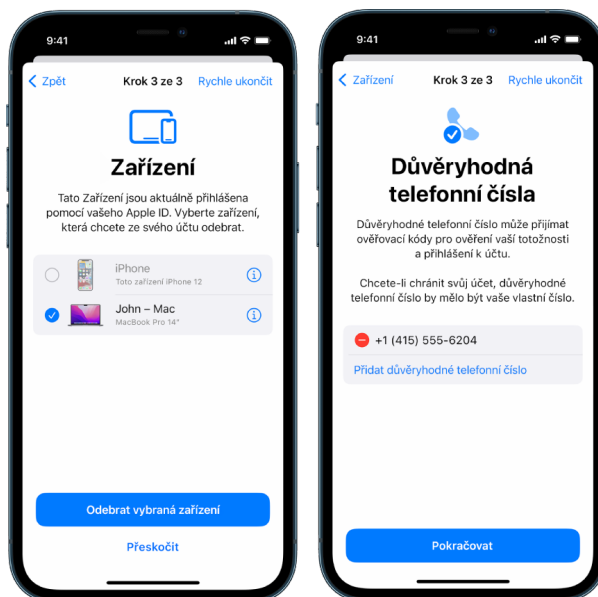 9:41
Zpět
Krok 3 ze 3
Rychle ukončit
Zařízení
Tato Zařízení jsou aktuálně přihlášena
pomocí vašeho Apple ID. Vyberte zařízení,
která chcete ze svého účtu odebrat.
iPhone
Toto zařízení iPhone 12
John – Mac
MacBook Pro 14"
Odebrat vybraná zařízení
Přeskočit
9:41
Zařízení
Krok 3 ze 3
Rychle ukončit
Důvěryhodná
telefonní čísla
Důvěryhodné telefonní číslo může přijímat
ověřovací kódy pro ověření vaší totožnosti
a přihlášení k účtu.
Chcete-li chránit svůj účet, důvěryhodné
telefonní číslo by mělo být vaše vlastní číslo.
+1 (415) 555-6204
Přidat důvěryhodné telefonní číslo
Pokračovat